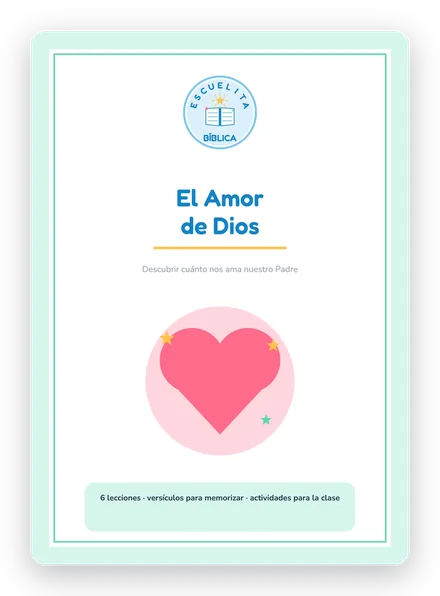 ESCUELITA
BÍBLICA
El Amor
de Dios
Descubrir cuánto nos ama nuestro Padre
6 lecciones · versículos para memorizar · actividades para la clase